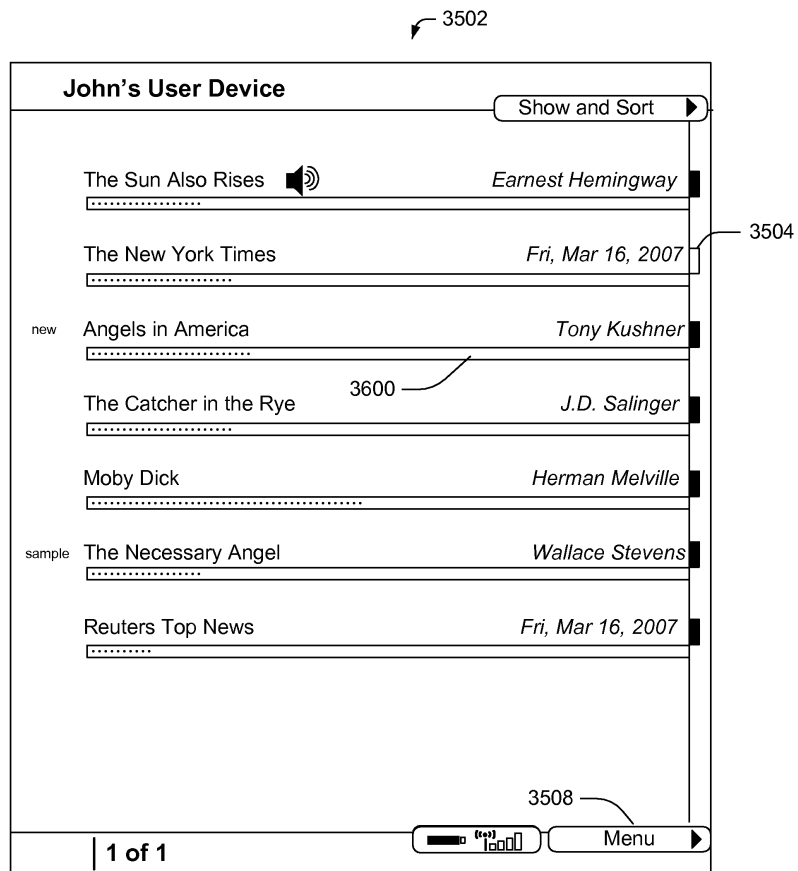 3502
John's User Device
Show and Sort
The Sun Also Rises Earnest Hemingway
The New York Times Fri, Mar 16, 2007
3504
new Angels in America Tony Kushner
3600
The Catcher in the Rye J.D. Salinger
Moby Dick Herman Melville
sample The Necessary Angel Wallace Stevens
Reuters Top News Fri, Mar 16, 2007
3508
1 of 1 Menu